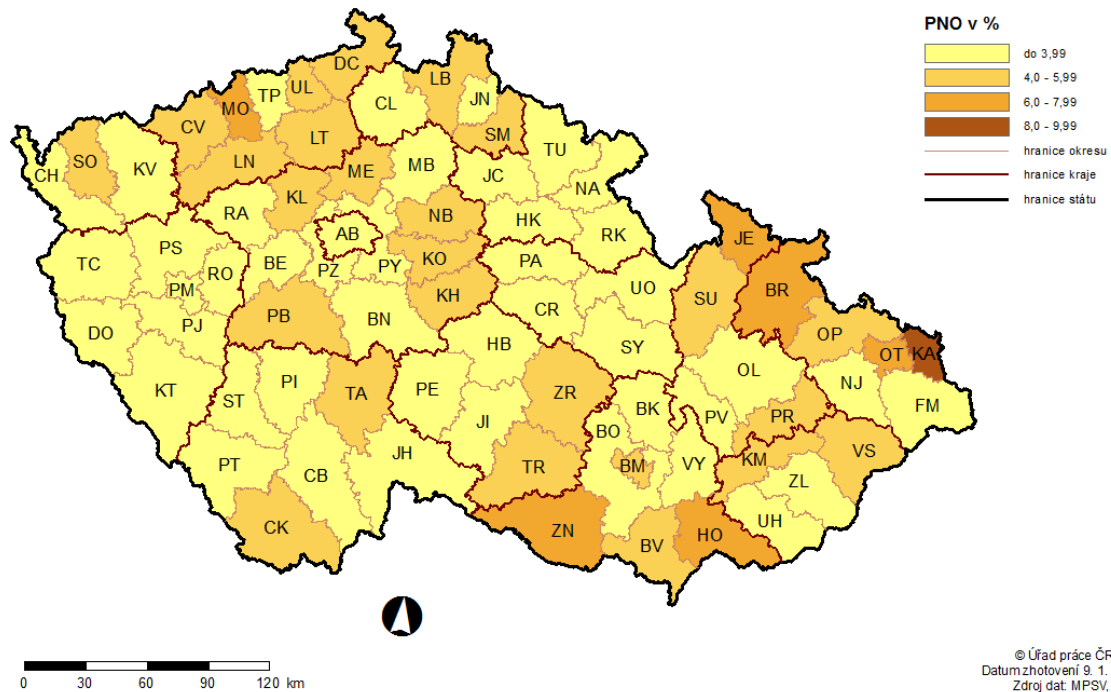 PNO v %
do 3,99
4,0 - 5,99
6,0 - 7,99
8,0 - 9,99
hranice okresu
hranice kraje
hranice státu
DC
LB
UL
TP
MO
CL
JN
CV
LT
SM
SO
KV
LN
ME
MB
TU
CH
JC
KL
NA
RA
NB
HK
AB
RK
JE
PS
TC
RO
BE
PZ
PY
KO
PA
PM
KH
UO
SU
BR
PB
BN
CR
DO
PJ
OP
HB
SY
OT
KA
KT
PI
ST
TA
PE
ZR
OL
NJ
FM
JI
BK
PV
PR
BO
VS
PT
CB
JH
TR
BM
VY
KM
ZL
CK
ZN
HO
UH
BV
0 30 60 90 120 km
© Úřad práce ČR
Datum zhotovení 9. 1.
Zdroj dat: MPSV,